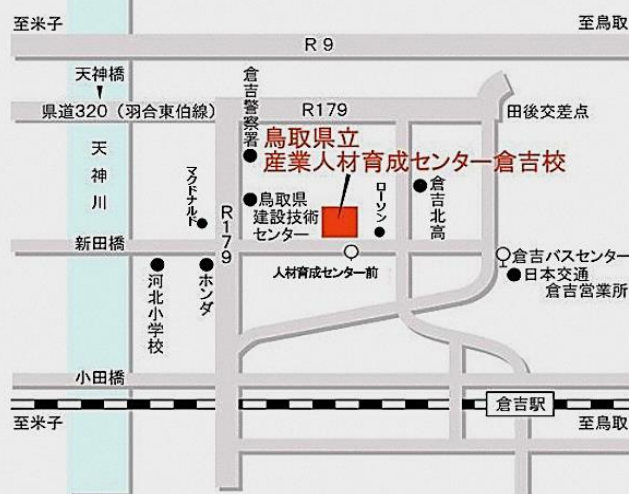 至米子
至鳥取
R9
天神橋
県道320（羽合東伯線）
R179
田後交差点
倉吉警察署
鳥取県立
産業人材育成センター倉吉校
天神川
マクドナルド
鳥取県
建設技術
センター
ローソン
倉吉北高
R179
新田橋
人材育成センター前
倉吉バスセンター
日本交通
倉吉営業所
河北小学校
ホンダ
小田橋
倉吉駅
至米子
至鳥取